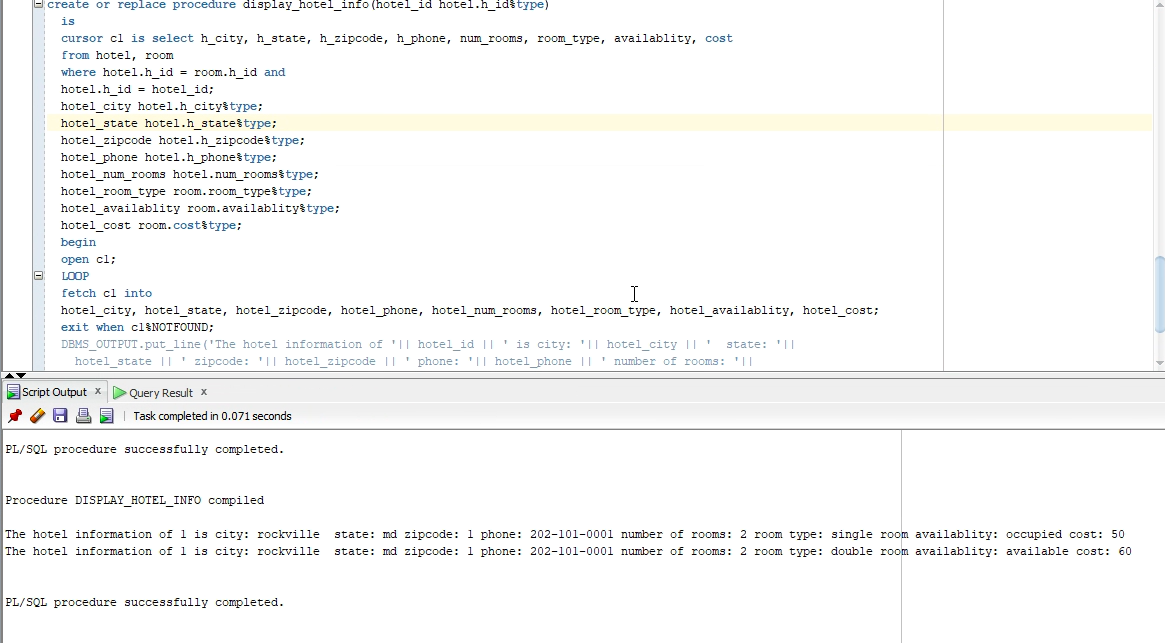 create or replace procedure display_hotel_info(hotel_id hotel.h_id%type)
is
cursor c1 is select h_city, h_state, h_zipcode, h_phone, num_rooms, room_type, availablity, cost
from hotel, room
where hotel.h_id = room.h_id and
hotel.h_id = hotel_id;
hotel_city hotel.h_city%type;
hotel_state hotel.h_state%type;
hotel_zipcode hotel.h_zipcode%type;
hotel_phone hotel.h_phone%type;
hotel_num_rooms hotel.num_rooms%type;
hotel_room_type room.room_type%type;
hotel_availablity room.availablity%type;
hotel_cost room.cost%type;
begin
open c1;
LOOP
fetch c1 into
hotel_city, hotel_state, hotel_zipcode, hotel_phone, hotel_num_rooms, hotel_room_type, hotel_availablity, hotel_cost;
exit when c1%NOTFOUND;
DBMS_OUTPUT.put_line('The hotel information of '|| hotel_id || ' is city: '|| hotel_city || '  state: '||
hotel_state || ' zipcode: '|| hotel_zipcode || ' phone: '|| hotel_phone || ' number of rooms: '||
Script Output x Query Result x
Task completed in 0.071 seconds
PL/SQL procedure successfully completed.
Procedure DISPLAY_HOTEL_INFO compiled
The hotel information of 1 is city: rockville  state: md zipcode: 1 phone: 202-101-0001 number of rooms: 2 room type: single room availablity: occupied cost: 50
The hotel information of 1 is city: rockville  state: md zipcode: 1 phone: 202-101-0001 number of rooms: 2 room type: double room availablity: available cost: 60
PL/SQL procedure successfully completed.